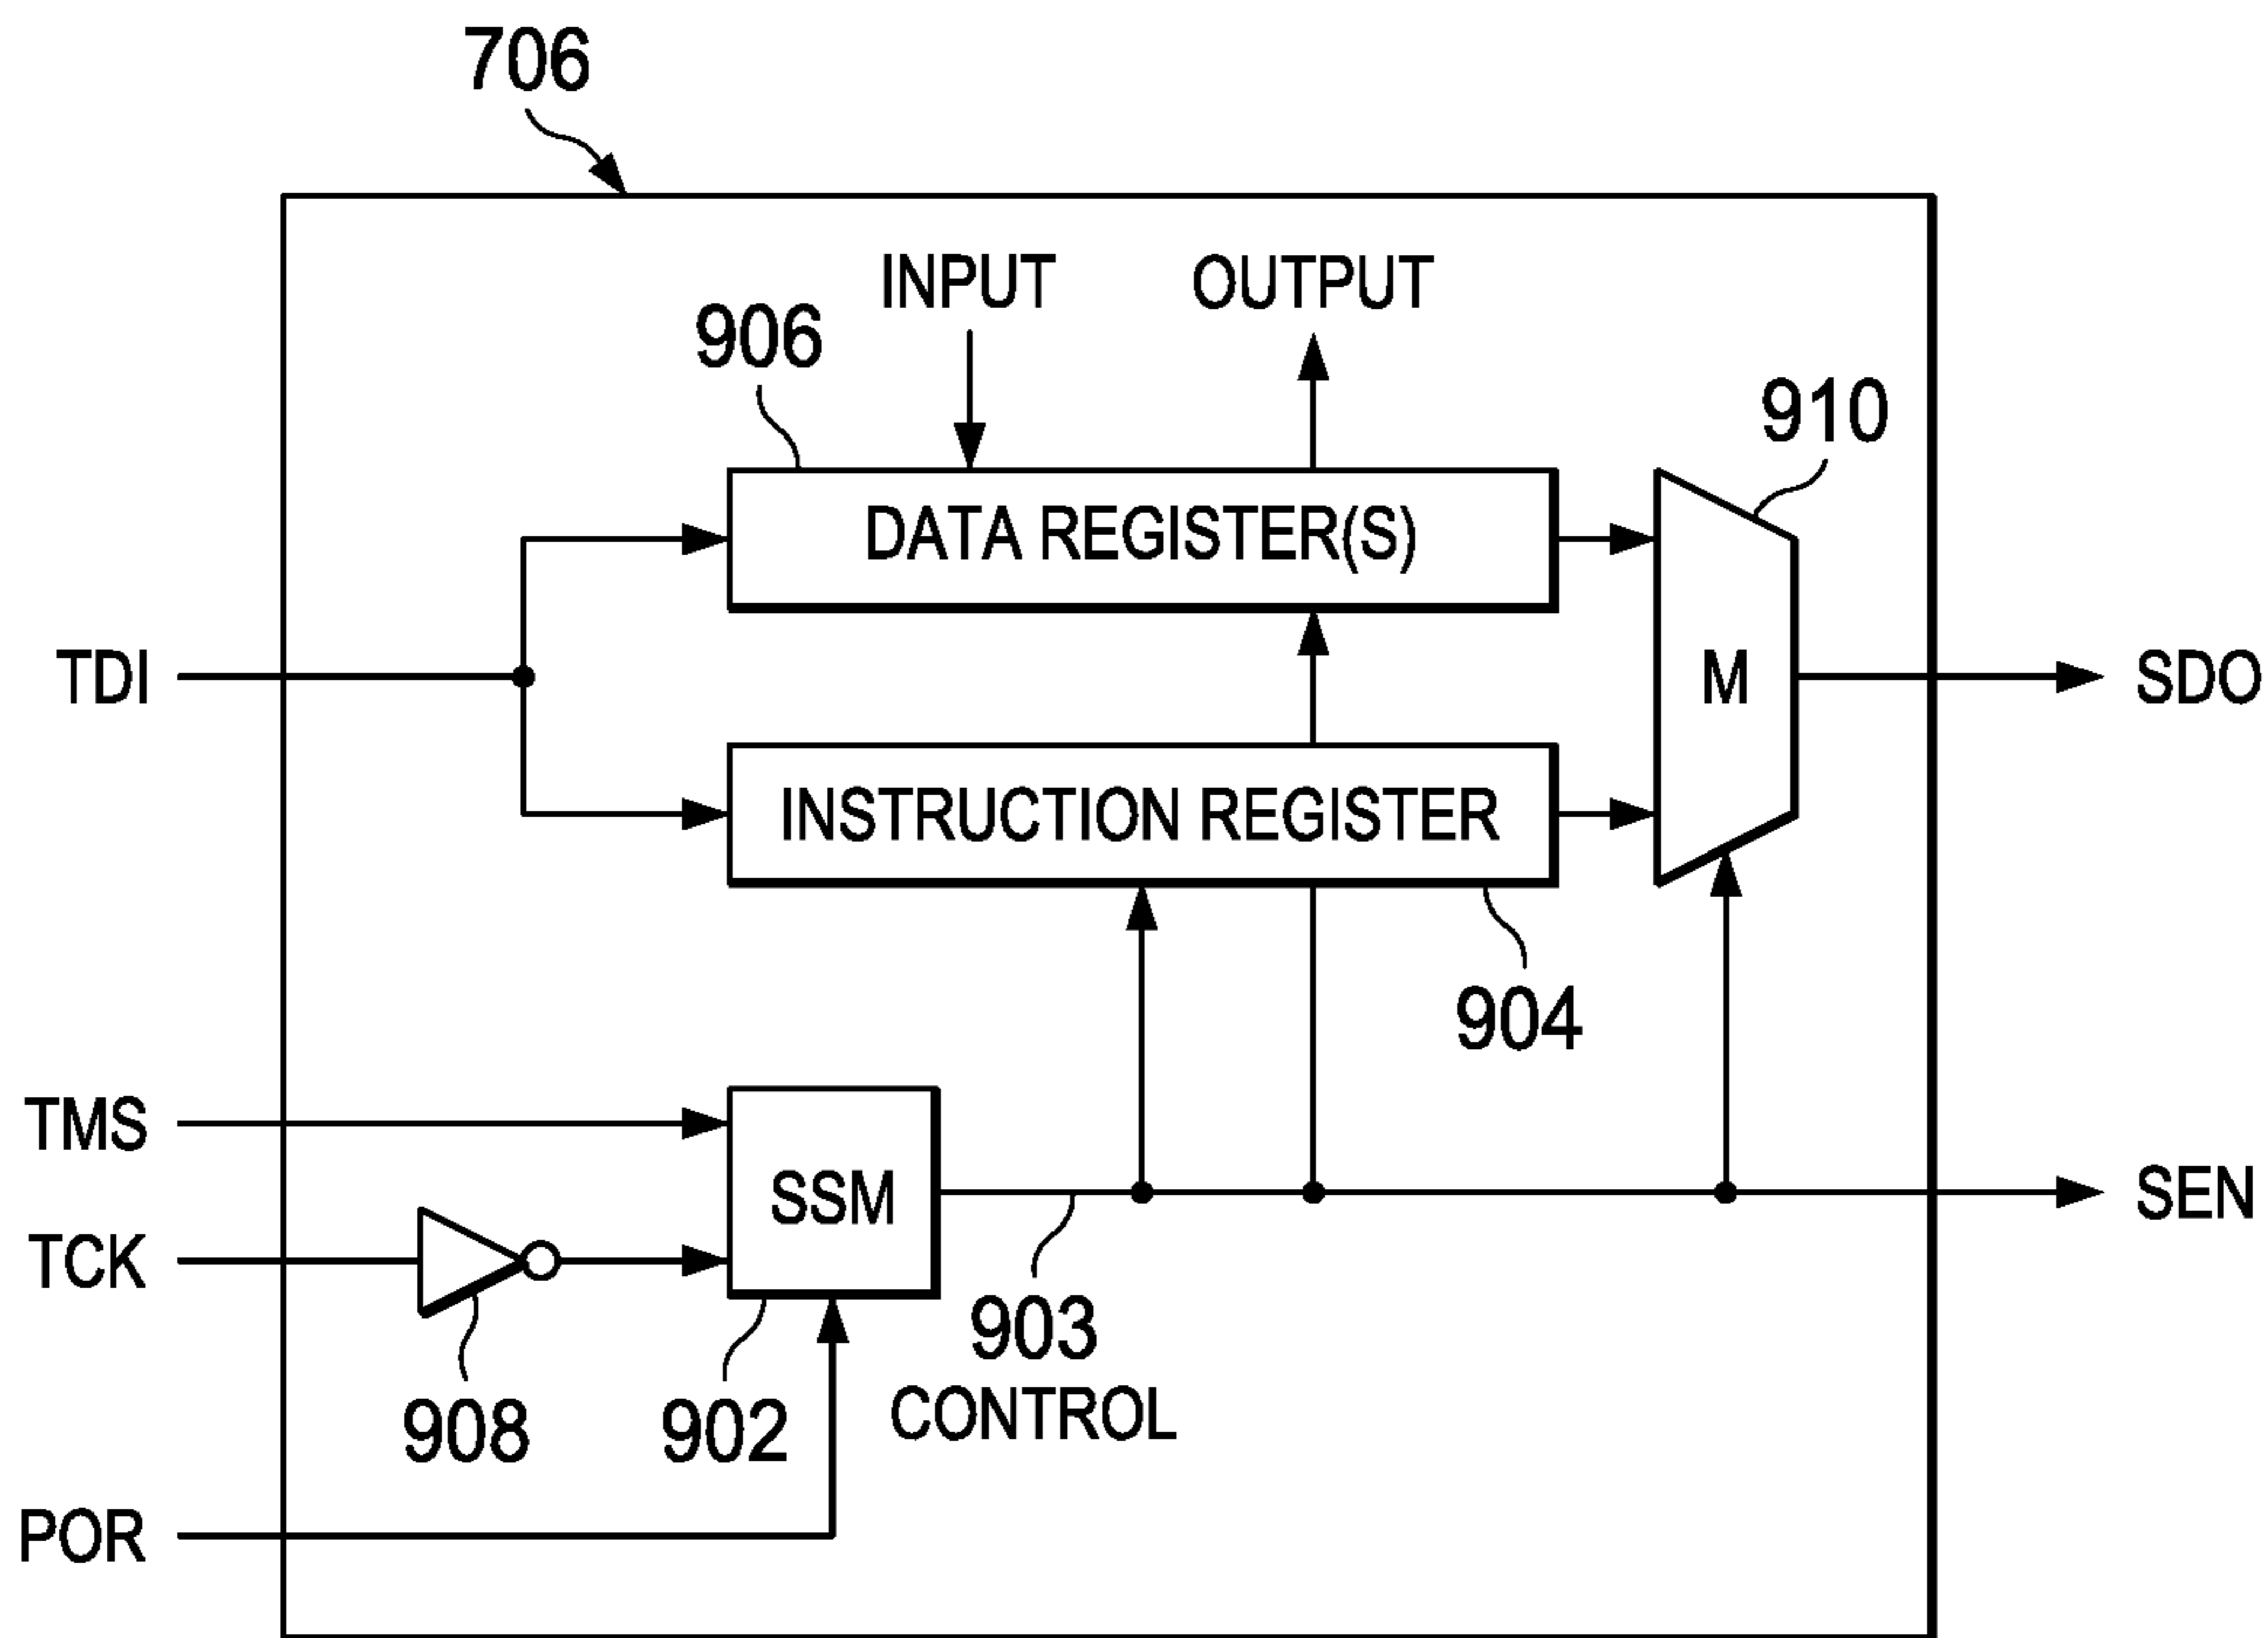 706
INPUT OUTPUT
906
910
DATA REGISTER(S)
TDI
M
SDO
INSTRUCTION REGISTER
904
TMS
SSM
SEN
TCK
903
CONTROL
908
902
POR